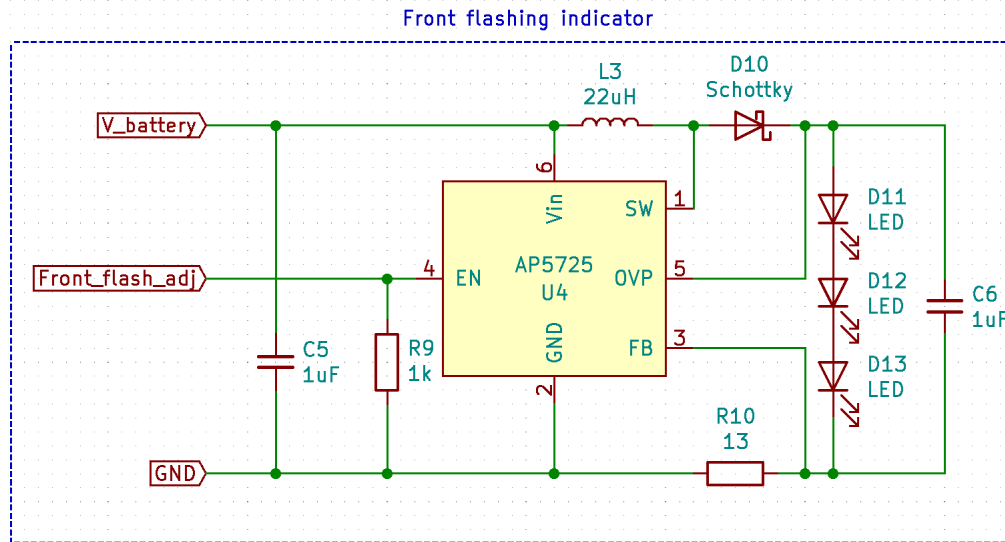 Front flashing indicator
L3
22uH
D10
Schottky
V_battery
6
Vin
SW
1
D11
LED
Front_flash_adj
4
EN
AP5725
U4
OVP
5
D12
LED
C6
1uF
C5
1uF
R9
1k
GND
2
FB
3
D13
LED
R10
13
GND